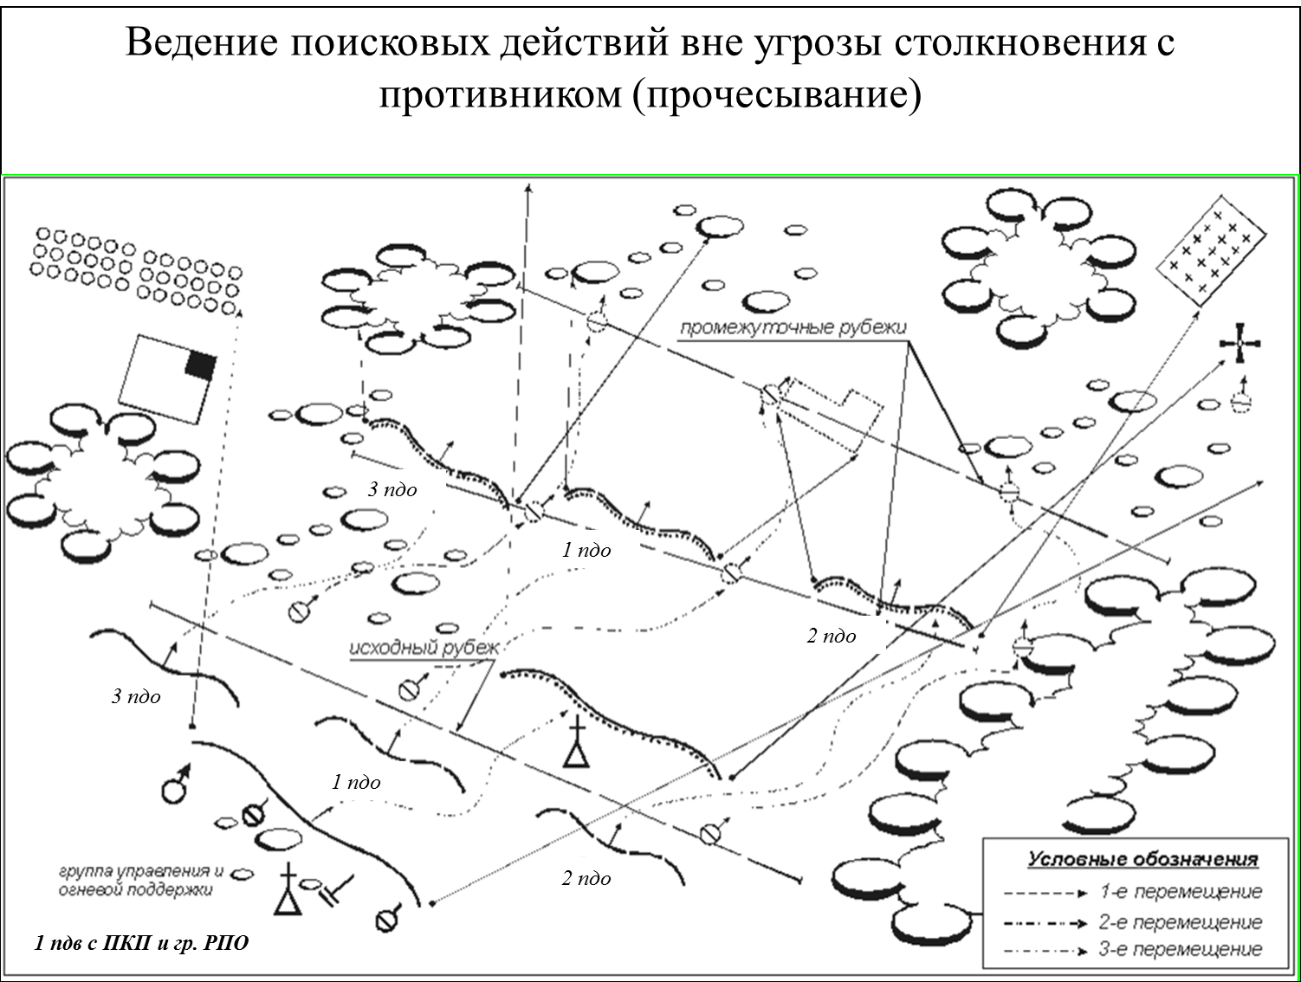 Ведение поисковых действий вне угрозы столкновения с
противником (прочесывание)
промежуточные рубежи
3 пдо
1 пдо
2 пдо
исходный рубеж
3 пдо
1 пдо
2 пдо
группа управления и
огневой поддержки
1 пдв с ПКП и гр. РПО
Условные обозначения
1-е перемещение
2-е перемещение
3-е перемещение